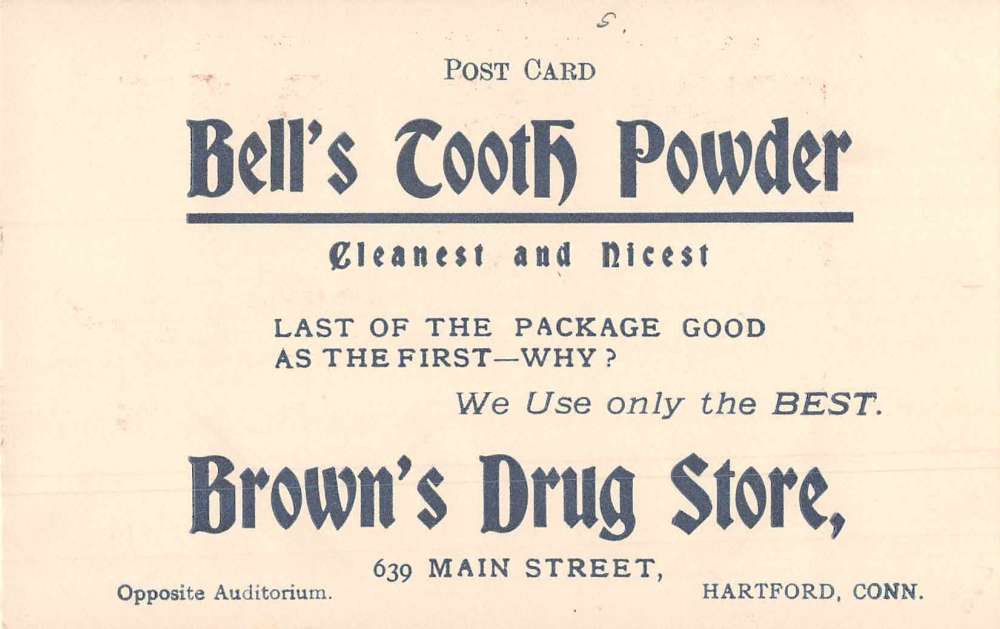 POST CARD
Bell's Tooth Powder
Cleanest and Nicest
LAST OF THE PACKAGE GOOD
AS THE FIRST—WHY?
We Use only the BEST.
Brown's Drug Store,
639 MAIN STREET,
Opposite Auditorium. HARTFORD, CONN.